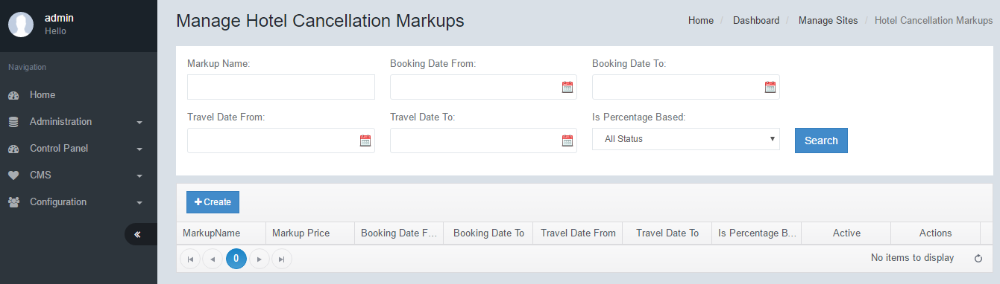 admin
Hello
Navigation
Home
Administration
Control Panel
CMS
Configuration
Manage Hotel Cancellation Markups
Home / Dashboard / Manage Sites / Hotel Cancellation Markups
Markup Name:
Booking Date From:
Booking Date To:
Travel Date From:
Travel Date To:
Is Percentage Based:
All Status
Search
Create
MarkupName Markup Price Booking Date F... Booking Date To Travel Date From Travel Date To Is Percentage B... Active Actions
0
No items to display